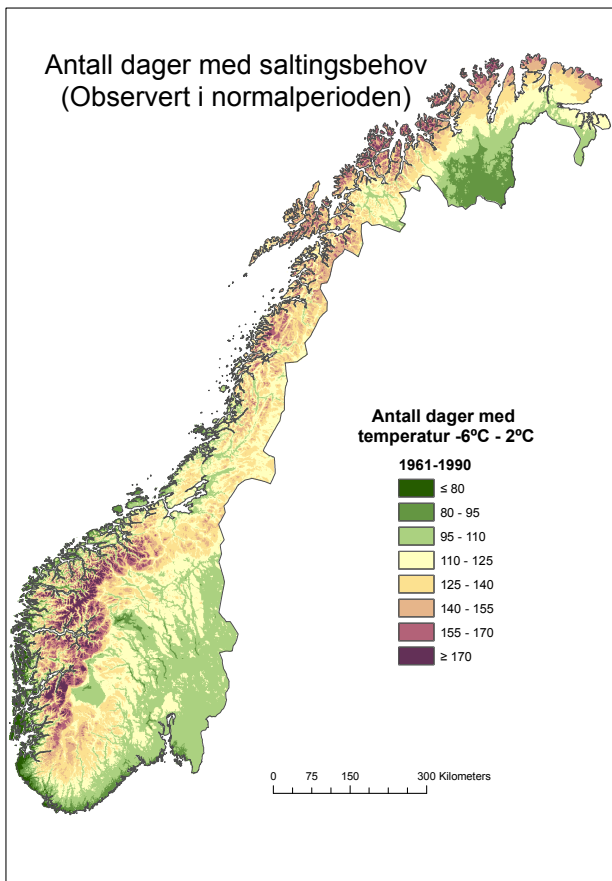 Antall dager med saltingsbehov
(Observert i normalperioden)
Antall dager med
temperatur -6ºC - 2ºC
1961-1990
≤ 80
80 - 95
95 - 110
110 - 125
125 - 140
140 - 155
155 - 170
≥ 170
0 75 150 300 Kilometers